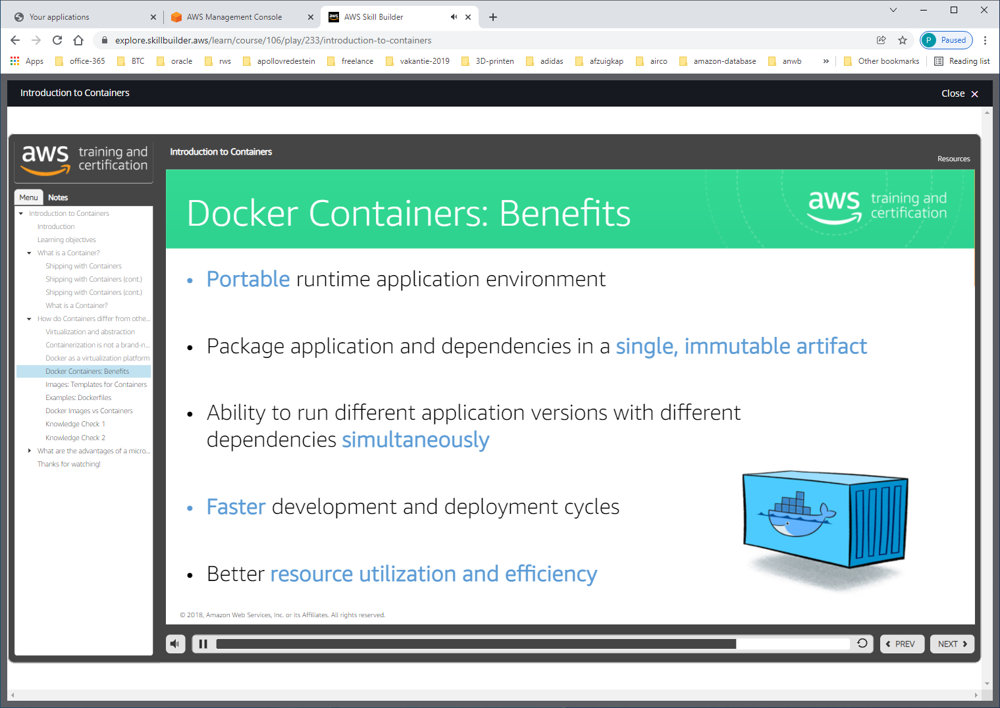 Your applications
AWS Management Console
aws
AWS Skill Builder
explore.skillbuilder.aws/learn/course/106/play/233/introduction-to-containers
P Paused
Apps office-365 BTC oracle rws apollovredestein freelance vakantie-2019 3D-printen adidas afzuigkap airco amazon-database anwb » Other bookmarks Reading list
Introduction to Containers
Close
aws training and certification
Introduction to Containers
Resources
Menu Notes
Introduction to Containers
Introduction
Learning objectives
What is a Container?
Shipping with Containers
Shipping with Containers (cont.)
Shipping with Containers (cont.)
What is a Container?
How do Containers differ from othe...
Virtualization and abstraction
Containerization is not a brand-n...
Docker as a virtualization platform
Docker Containers: Benefits
Images: Templates for Containers
Examples: Dockerfiles
Docker Images vs Containers
Knowledge Check 1
Knowledge Check 2
What are the advantages of a micro...
Thanks for watching!
Docker Containers: Benefits
aws training and certification
• Portable runtime application environment
• Package application and dependencies in a single, immutable artifact
• Ability to run different application versions with different
dependencies simultaneously
• Faster development and deployment cycles
• Better resource utilization and efficiency
© 2018, Amazon Web Services, Inc. or its Affiliates. All rights reserved.
PREV
NEXT